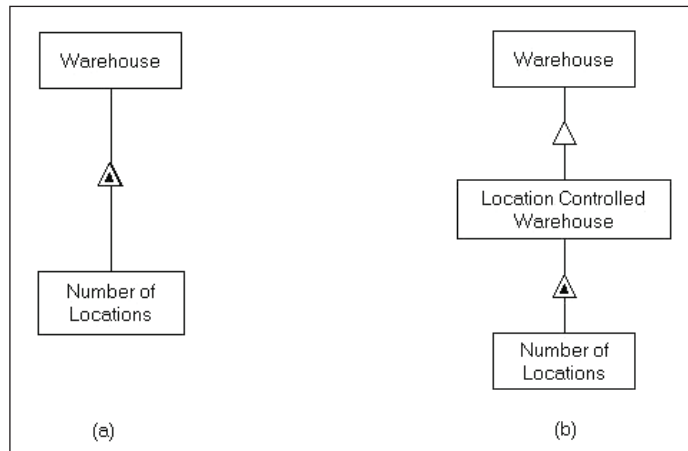 Warehouse
Number of
Locations
(a)
Warehouse
Location Controlled
Warehouse
Number of
Locations
(b)